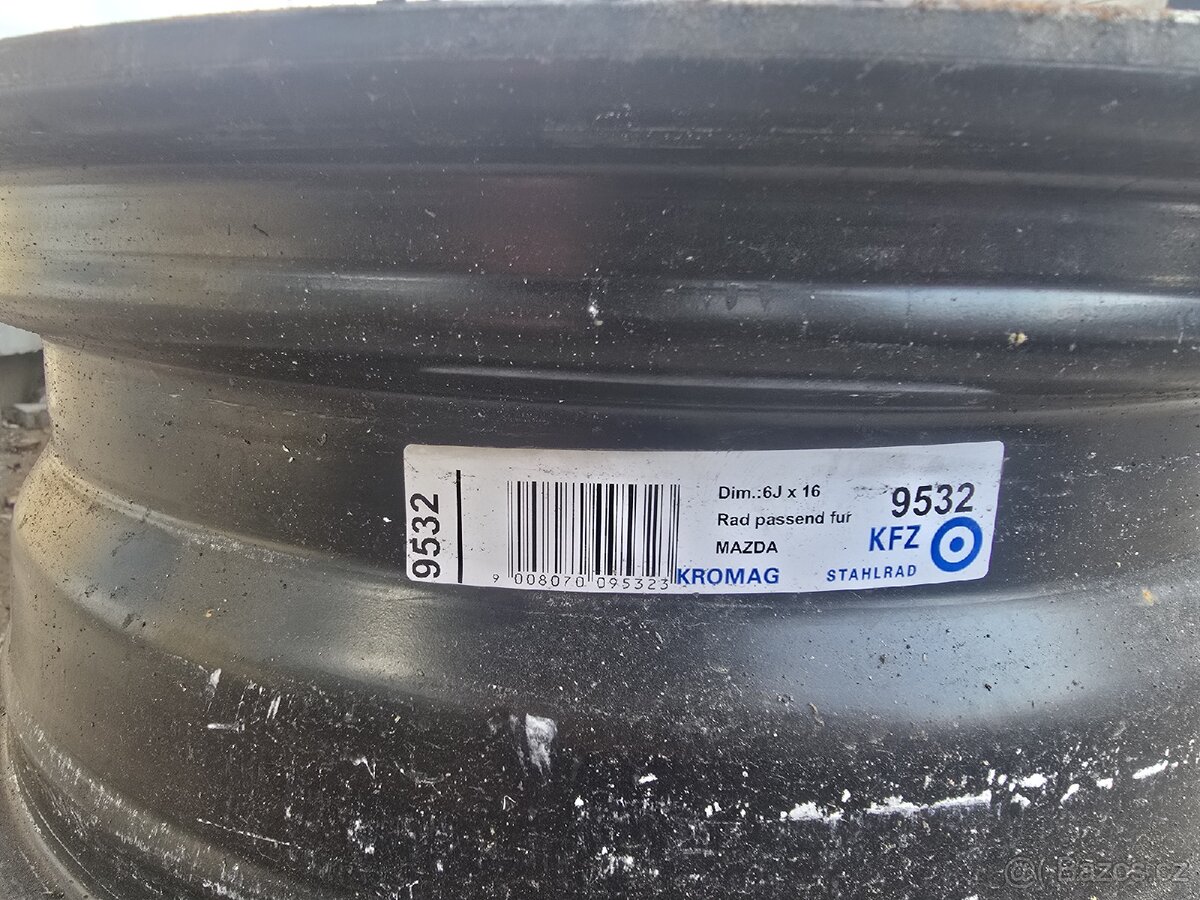 9532
9 008070 095323
Dim.:6J x 16
Rad passend fur
MAZDA
KROMAG
9532
KFZ
STAHLRAD
Bazos.cz